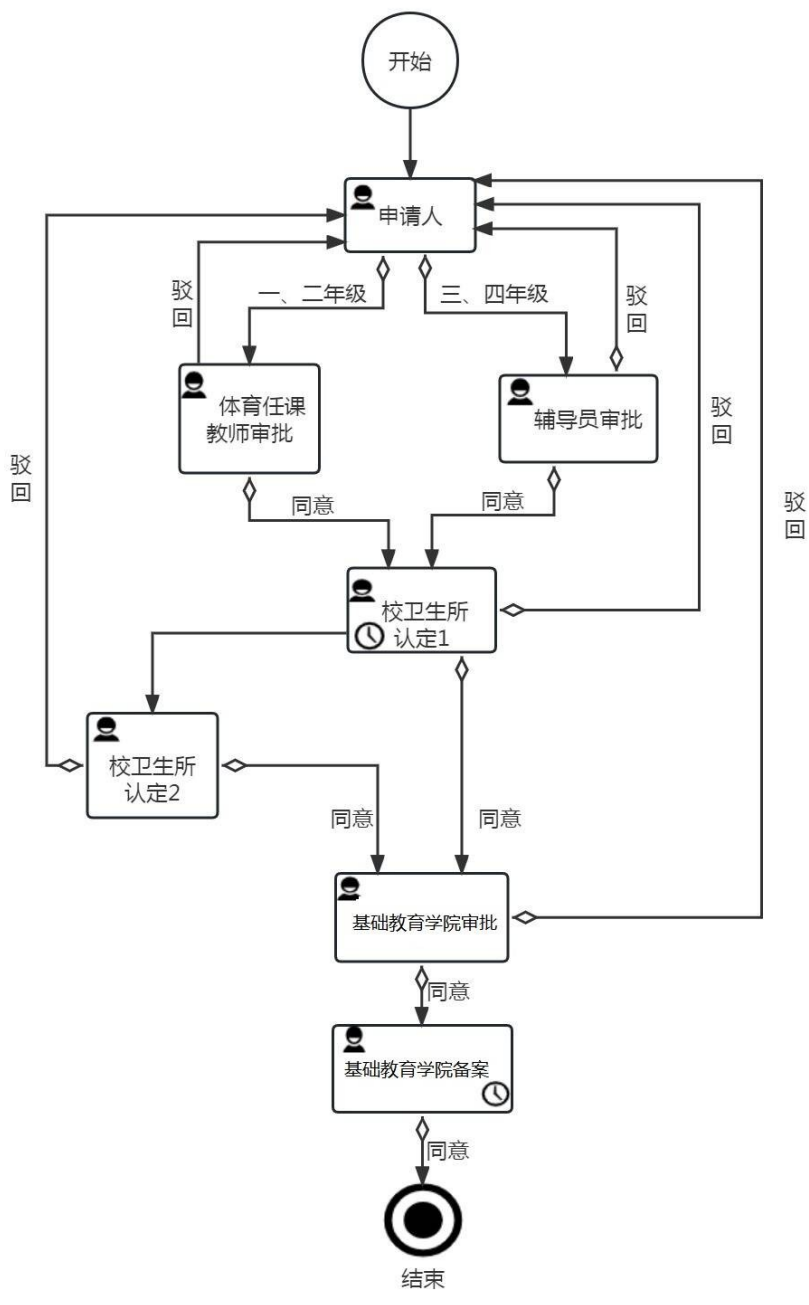 开始
申请人
一、二年级
三、四年级
驳
回
驳
回
体育任课
教师审批
辅导员审批
驳
回
驳
回
驳
回
同意
同意
校卫生所
认定1
校卫生所
认定2
同意
同意
基础教育学院审批
同意
基础教育学院备案
同意
结束